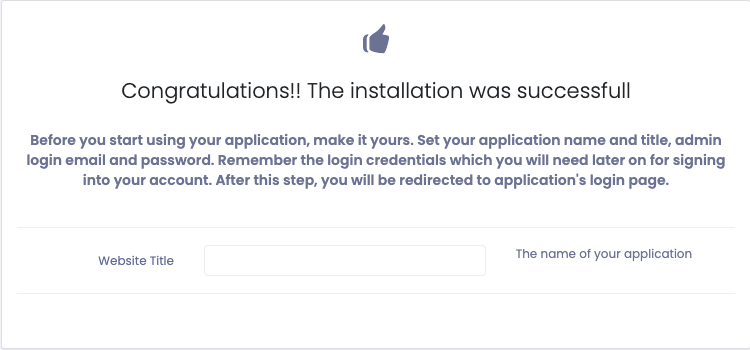 Congratulations!! The installation was successfull
Before you start using your application, make it yours. Set your application name and title, admin
login email and password. Remember the login credentials which you will need later on for signing
into your account. After this step, you will be redirected to application's login page.
Website Title
The name of your application